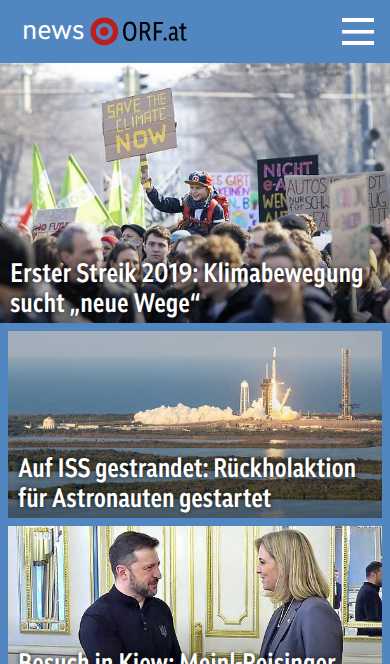 news ORF.at
SAVE THE
CLIMATE
NOW
NICHT
Erster Streik 2019: Klimabewegung
sucht „neue Wege“
Auf ISS gestrandet: Rückholaktion
für Astronauten gestartet
Besuch in Kiew: Meinl-Reisinger